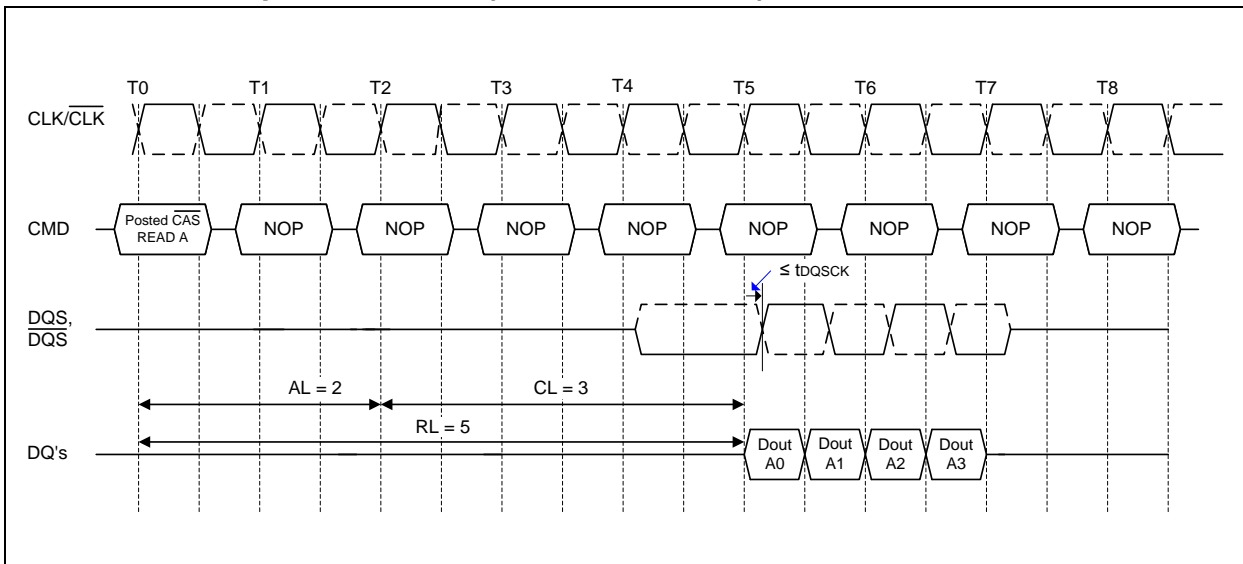 T0 T1 T2 T3 T4 T5 T6 T7 T8
CLK/CLK
CMD
Posted CAS
READ A
NOP NOP NOP NOP NOP NOP NOP NOP
≤ tDQSCK
DQS,
DQS
AL = 2
CL = 3
RL = 5
DQ's
Dout
A0
Dout
A1
Dout
A2
Dout
A3